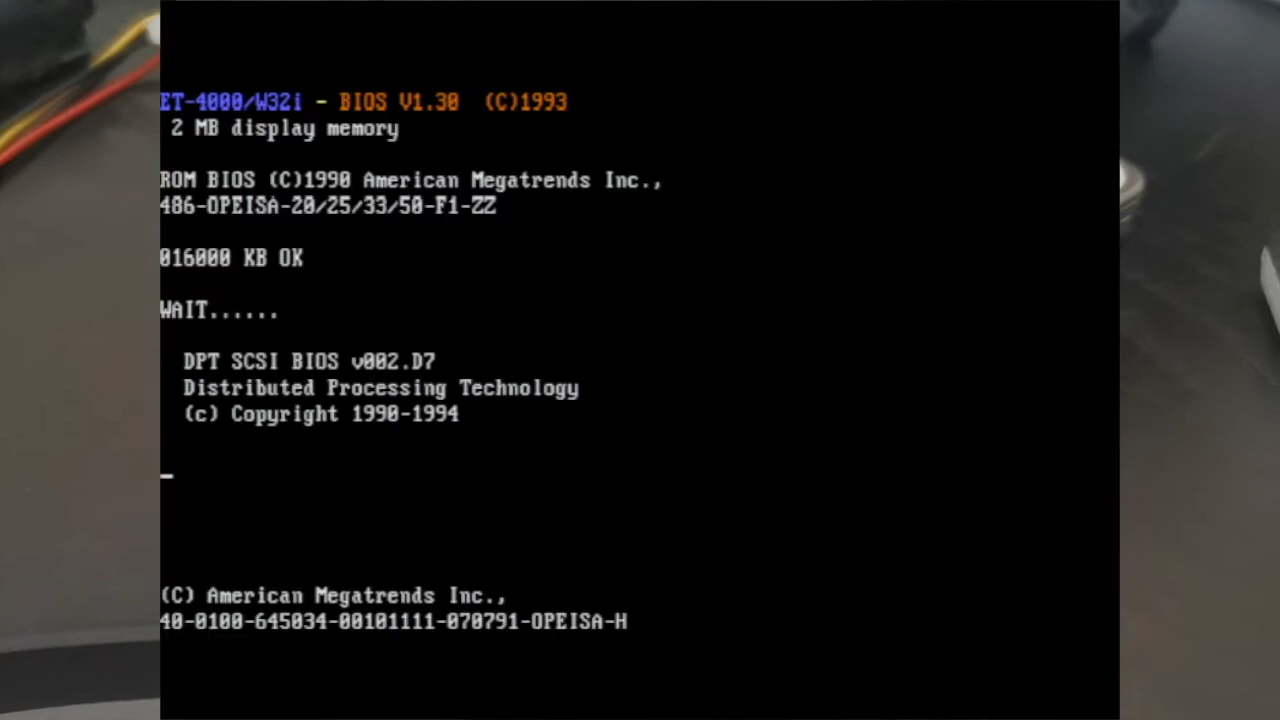 ET-4000/W32i - BIOS V1.30 (C)1993
2 MB display memory
ROM BIOS (C)1990 American Megatrends Inc.,
486-OPEISA-20/25/33/50-F1-ZZ
016000 KB OK
WAIT......
DPT SCSI BIOS v002.D7
Distributed Processing Technology
(c) Copyright 1990-1994
(C) American Megatrends Inc.,
40-0100-645034-00101111-070791-OPEISA-H